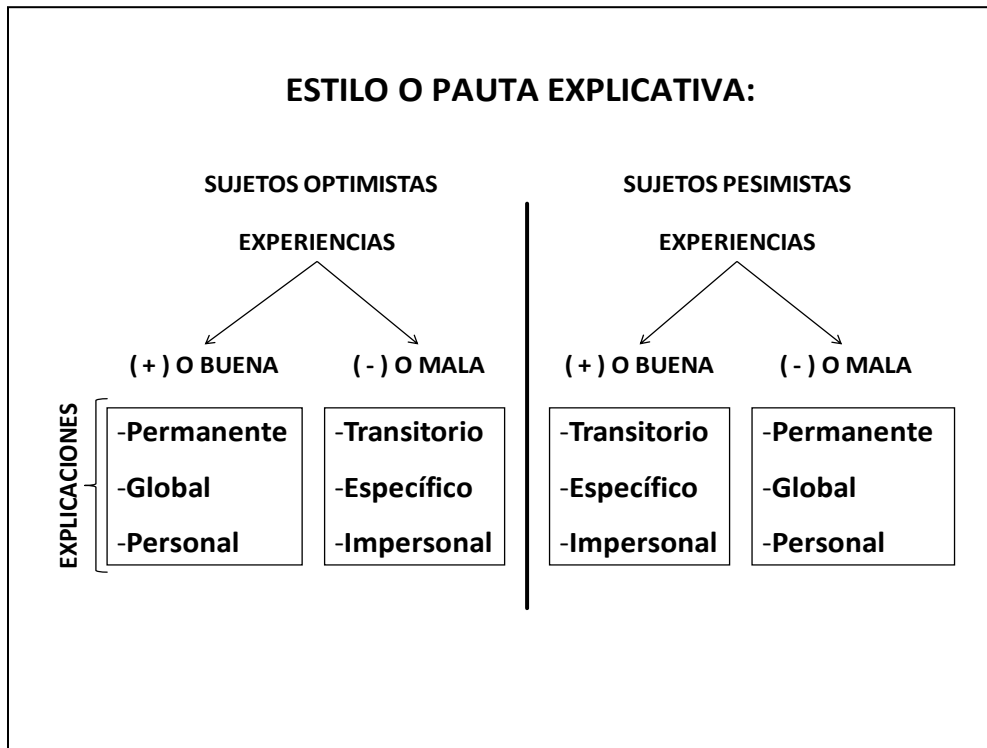 ESTILO O PAUTA EXPLICATIVA:
SUJETOS OPTIMISTAS
EXPERIENCIAS
( + ) O BUENA
( - ) O MALA
EXPLICACIONES
-Permanente
-Global
-Personal
-Transitorio
-Específico
-Impersonal
SUJETOS PESIMISTAS
EXPERIENCIAS
( + ) O BUENA
( - ) O MALA
-Transitorio
-Específico
-Impersonal
-Permanente
-Global
-Personal